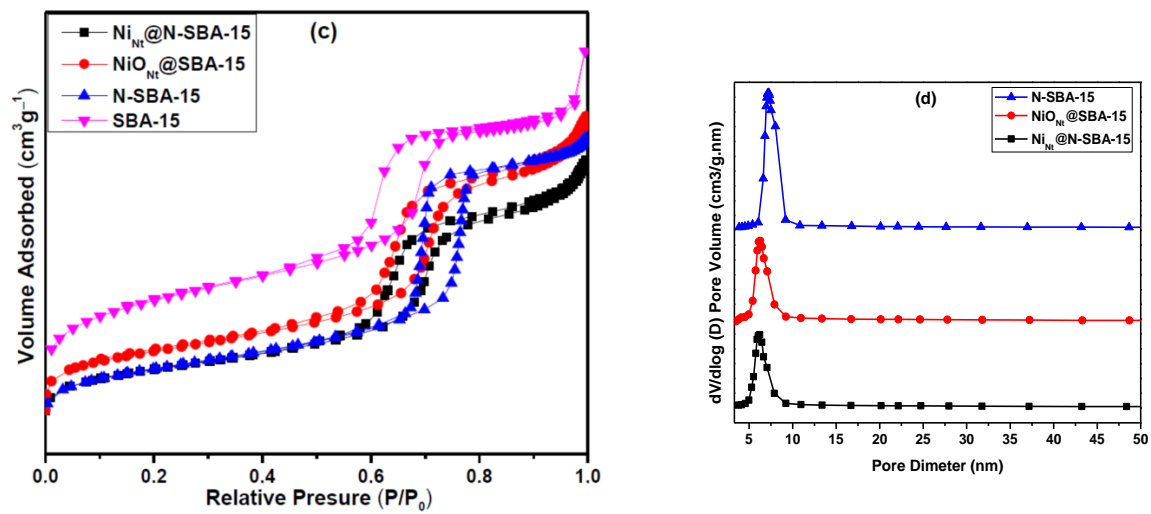 (c)
Ni_Nt@N-SBA-15
NiO_Nt@SBA-15
N-SBA-15
SBA-15
Volume Adsorbed (cm³g⁻¹)
0.0 0.2 0.4 0.6 0.8 1.0
Relative Presure (P/P₀)
(d)
N-SBA-15
NiO_Nt@SBA-15
Ni_Nt@N-SBA-15
dV/dlog (D) Pore Volume (cm3/g.nm)
5 10 15 20 25 30 35 40 45 50
Pore Dimeter (nm)